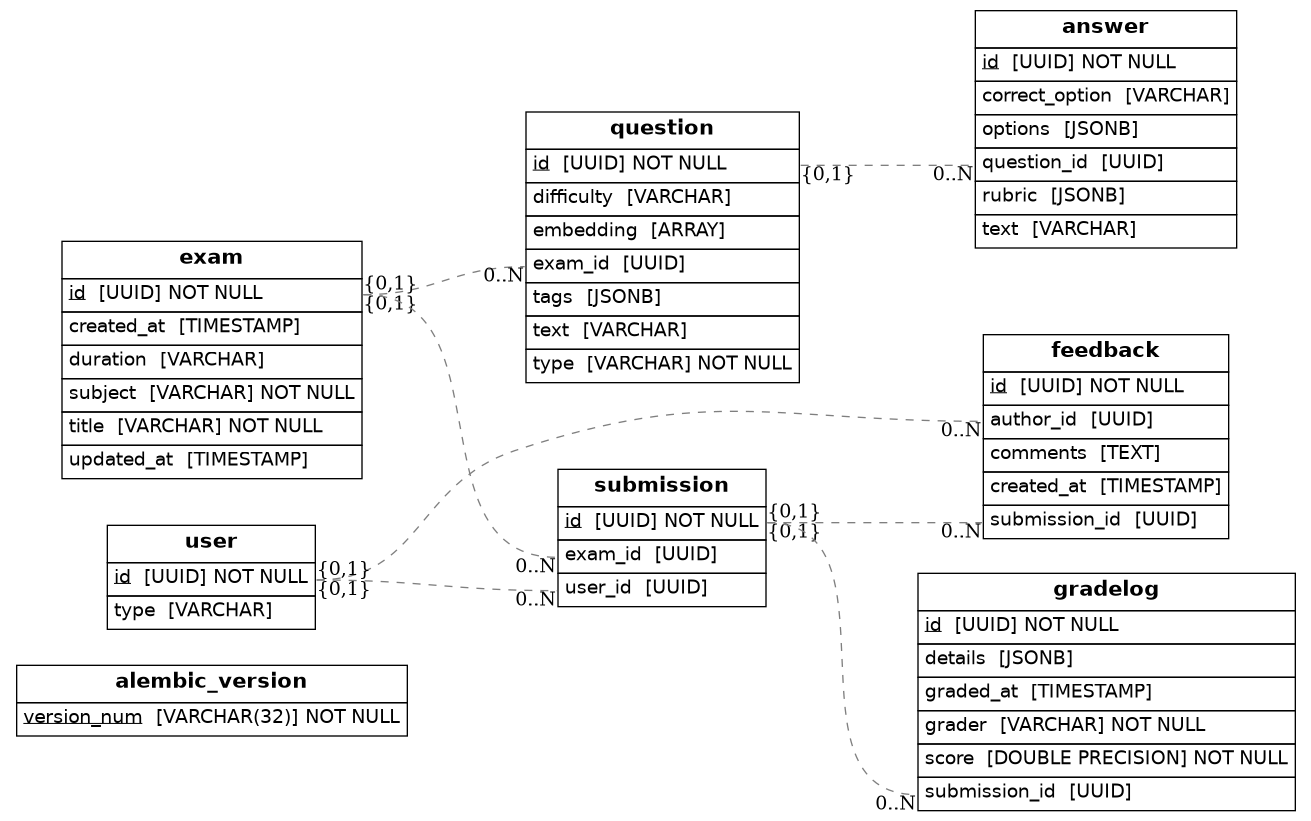 answer
id [UUID] NOT NULL
correct_option [VARCHAR]
options [JSONB]
question_id [UUID]
rubric [JSONB]
text [VARCHAR]
question
id [UUID] NOT NULL
difficulty [VARCHAR]
embedding [ARRAY]
exam_id [UUID]
tags [JSONB]
text [VARCHAR]
type [VARCHAR] NOT NULL
{0,1}
0..N
exam
id [UUID] NOT NULL
created_at [TIMESTAMP]
duration [VARCHAR]
subject [VARCHAR] NOT NULL
title [VARCHAR] NOT NULL
updated_at [TIMESTAMP]
{0,1}
0..N
{0,1}
0..N
feedback
id [UUID] NOT NULL
author_id [UUID]
comments [TEXT]
created_at [TIMESTAMP]
submission_id [UUID]
submission
id [UUID] NOT NULL
exam_id [UUID]
user_id [UUID]
{0,1}
0..N
{0,1}
0..N
user
id [UUID] NOT NULL
type [VARCHAR]
{0,1}
0..N
{0,1}
0..N
gradelog
id [UUID] NOT NULL
details [JSONB]
graded_at [TIMESTAMP]
grader [VARCHAR] NOT NULL
score [DOUBLE PRECISION] NOT NULL
submission_id [UUID]
alembic_version
version_num [VARCHAR(32)] NOT NULL